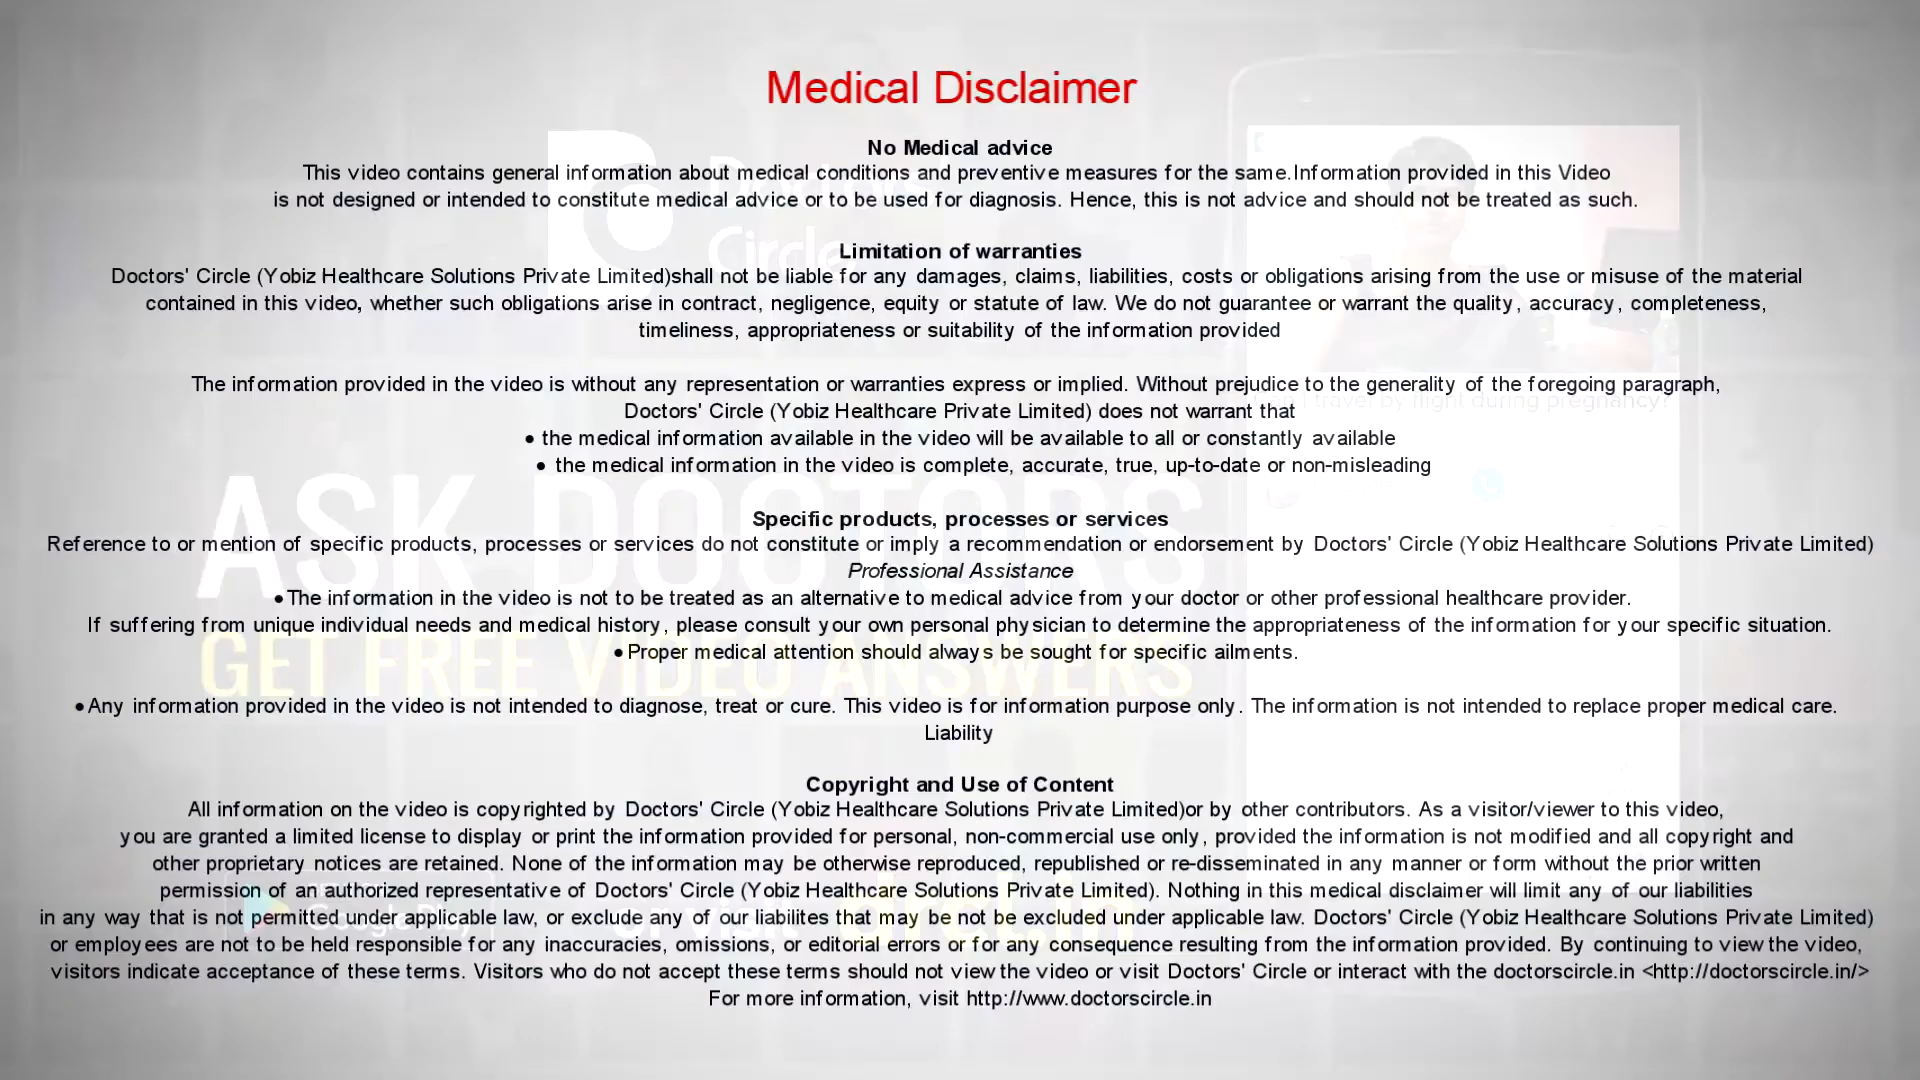 Medical Disclaimer
No Medical advice
This video contains general information about medical conditions and preventive measures for the same.Information provided in this Video
is not designed or intended to constitute medical advice or to be used for diagnosis. Hence, this is not advice and should not be treated as such.
Limitation of warranties
Doctors' Circle (Yobiz Healthcare Solutions Private Limited)shall not be liable for any damages, claims, liabilities, costs or obligations arising from the use or misuse of the material
contained in this video, whether such obligations arise in contract, negligence, equity or statute of law. We do not guarantee or warrant the quality, accuracy, completeness,
timeliness, appropriateness or suitability of the information provided
The information provided in the video is without any representation or warranties express or implied. Without prejudice to the generality of the foregoing paragraph,
Doctors' Circle (Yobiz Healthcare Private Limited) does not warrant that
• the medical information available in the video will be available to all or constantly available
• the medical information in the video is complete, accurate, true, up-to-date or non-misleading
Specific products, processes or services
Reference to or mention of specific products, processes or services do not constitute or imply a recommendation or endorsement by Doctors' Circle (Yobiz Healthcare Solutions Private Limited)
Professional Assistance
•The information in the video is not to be treated as an alternative to medical advice from your doctor or other professional healthcare provider.
If suffering from unique individual needs and medical history, please consult your own personal physician to determine the appropriateness of the information for your specific situation.
•Proper medical attention should always be sought for specific ailments.
•Any information provided in the video is not intended to diagnose, treat or cure. This video is for information purpose only. The information is not intended to replace proper medical care.
Liability
Copyright and Use of Content
All information on the video is copyrighted by Doctors' Circle (Yobiz Healthcare Solutions Private Limited)or by other contributors. As a visitor/viewer to this video,
you are granted a limited license to display or print the information provided for personal, non-commercial use only, provided the information is not modified and all copyright and
other proprietary notices are retained. None of the information may be otherwise reproduced, republished or re-disseminated in any manner or form without the prior written
permission of an authorized representative of Doctors' Circle (Yobiz Healthcare Solutions Private Limited). Nothing in this medical disclaimer will limit any of our liabilities
in any way that is not permitted under applicable law, or exclude any of our liabilites that may be not be excluded under applicable law. Doctors' Circle (Yobiz Healthcare Solutions Private Limited)
or employees are not to be held responsible for any inaccuracies, omissions, or editorial errors or for any consequence resulting from the information provided. By continuing to view the video,
visitors indicate acceptance of these terms. Visitors who do not accept these terms should not view the video or visit Doctors' Circle or interact with the doctorscircle.in <http://doctorscircle.in/>
For more information, visit http://www.doctorscircle.in
Doctors
Circle
Can I travel by flight during pregnancy?
ASK DOCTORS
GET FREE VIDEO ANSWERS
Google Play
or visit drcl.in